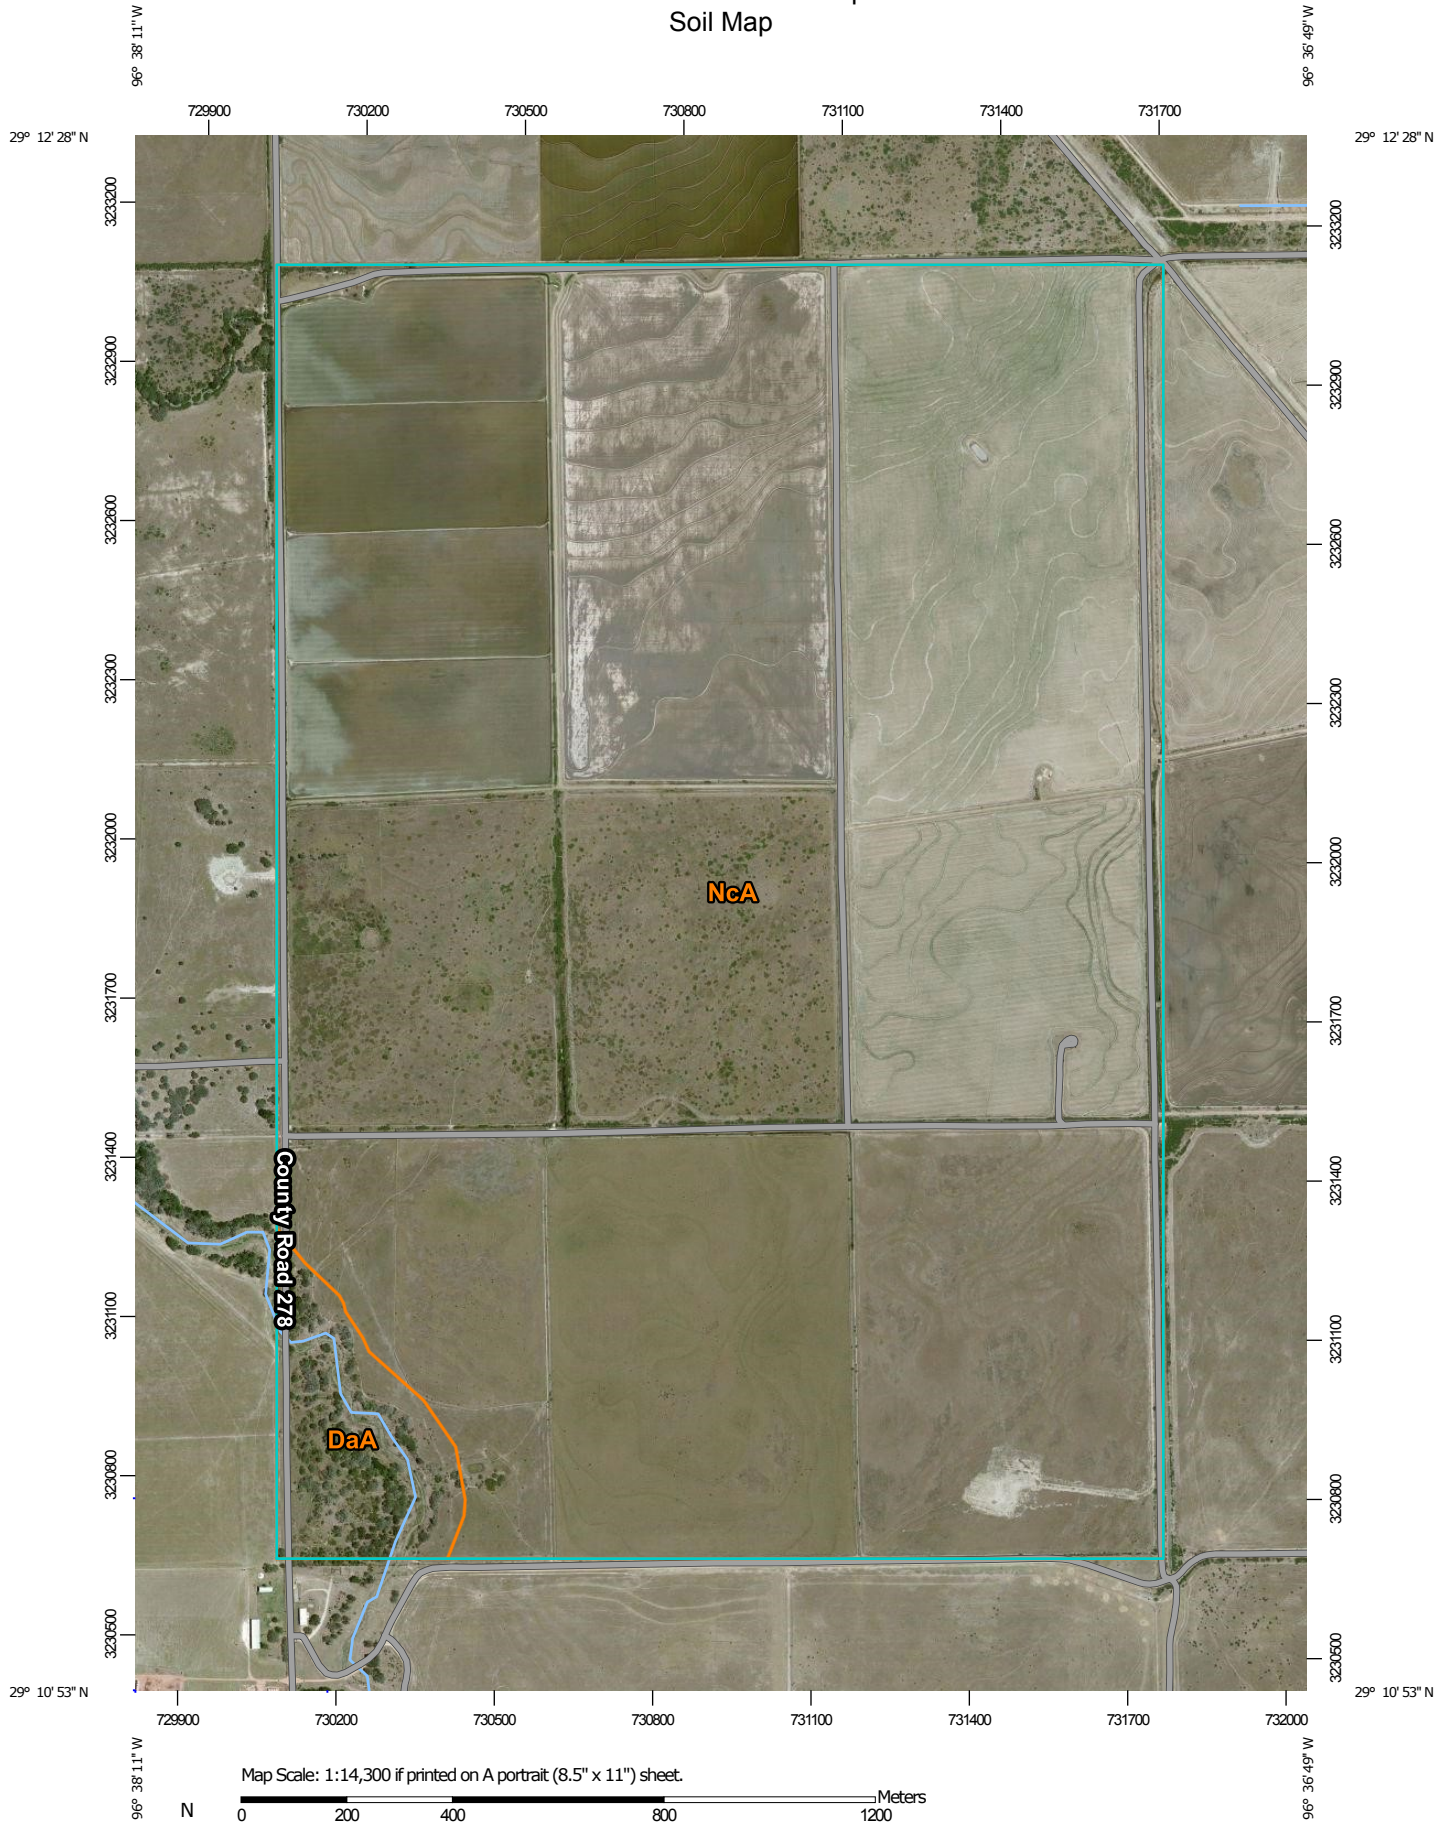 Soil Map
96° 38' 11" W
96° 36' 49" W
729900 730200 730500 730800 731100 731400 731700
29° 12' 28" N
29° 12' 28" N
3233200
3233200
3232900
3232900
3232600
3232600
3232300
3232300
3232000
3232000
NcA
3231700
3231700
3231400
3231400
County Road 278
3231100
3231100
DaA
3230800
3230800
3230500
3230500
29° 10' 53" N
29° 10' 53" N
729900 730200 730500 730800 731100 731400 731700 732000
96° 38' 11" W
96° 36' 49" W
Map Scale: 1:14,300 if printed on A portrait (8.5" x 11") sheet.
N
Meters
0 200 400 800 1200